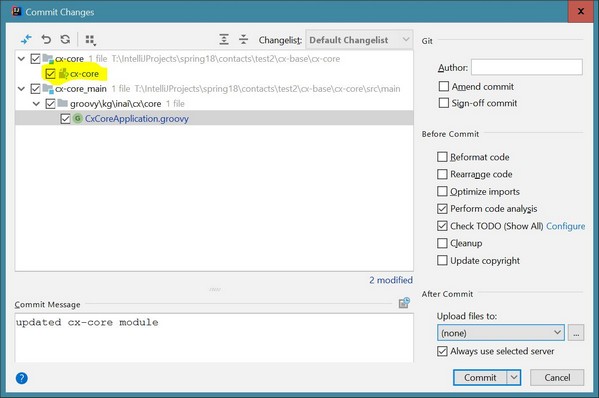 Commit Changes
Changelist: Default Changelist
Git
cx-core 1 file T:\IntelliJProjects\spring18\contacts\test2\cx-base\cx-core
Author:
cx-core
Amend commit
cx-core_main 1 file T:\IntelliJProjects\spring18\contacts\test2\cx-base\cx-core\src\main
Sign-off commit
groovy\kg\inai\cx\core 1 file
G CxCoreApplication.groovy
Before Commit
Reformat code
Rearrange code
Optimize imports
Perform code analysis
Check TODO (Show All) Configure
Cleanup
Update copyright
2 modified
After Commit
Commit Message
Upload files to:
updated cx-core module
(none) ...
Always use selected server
? Commit Cancel